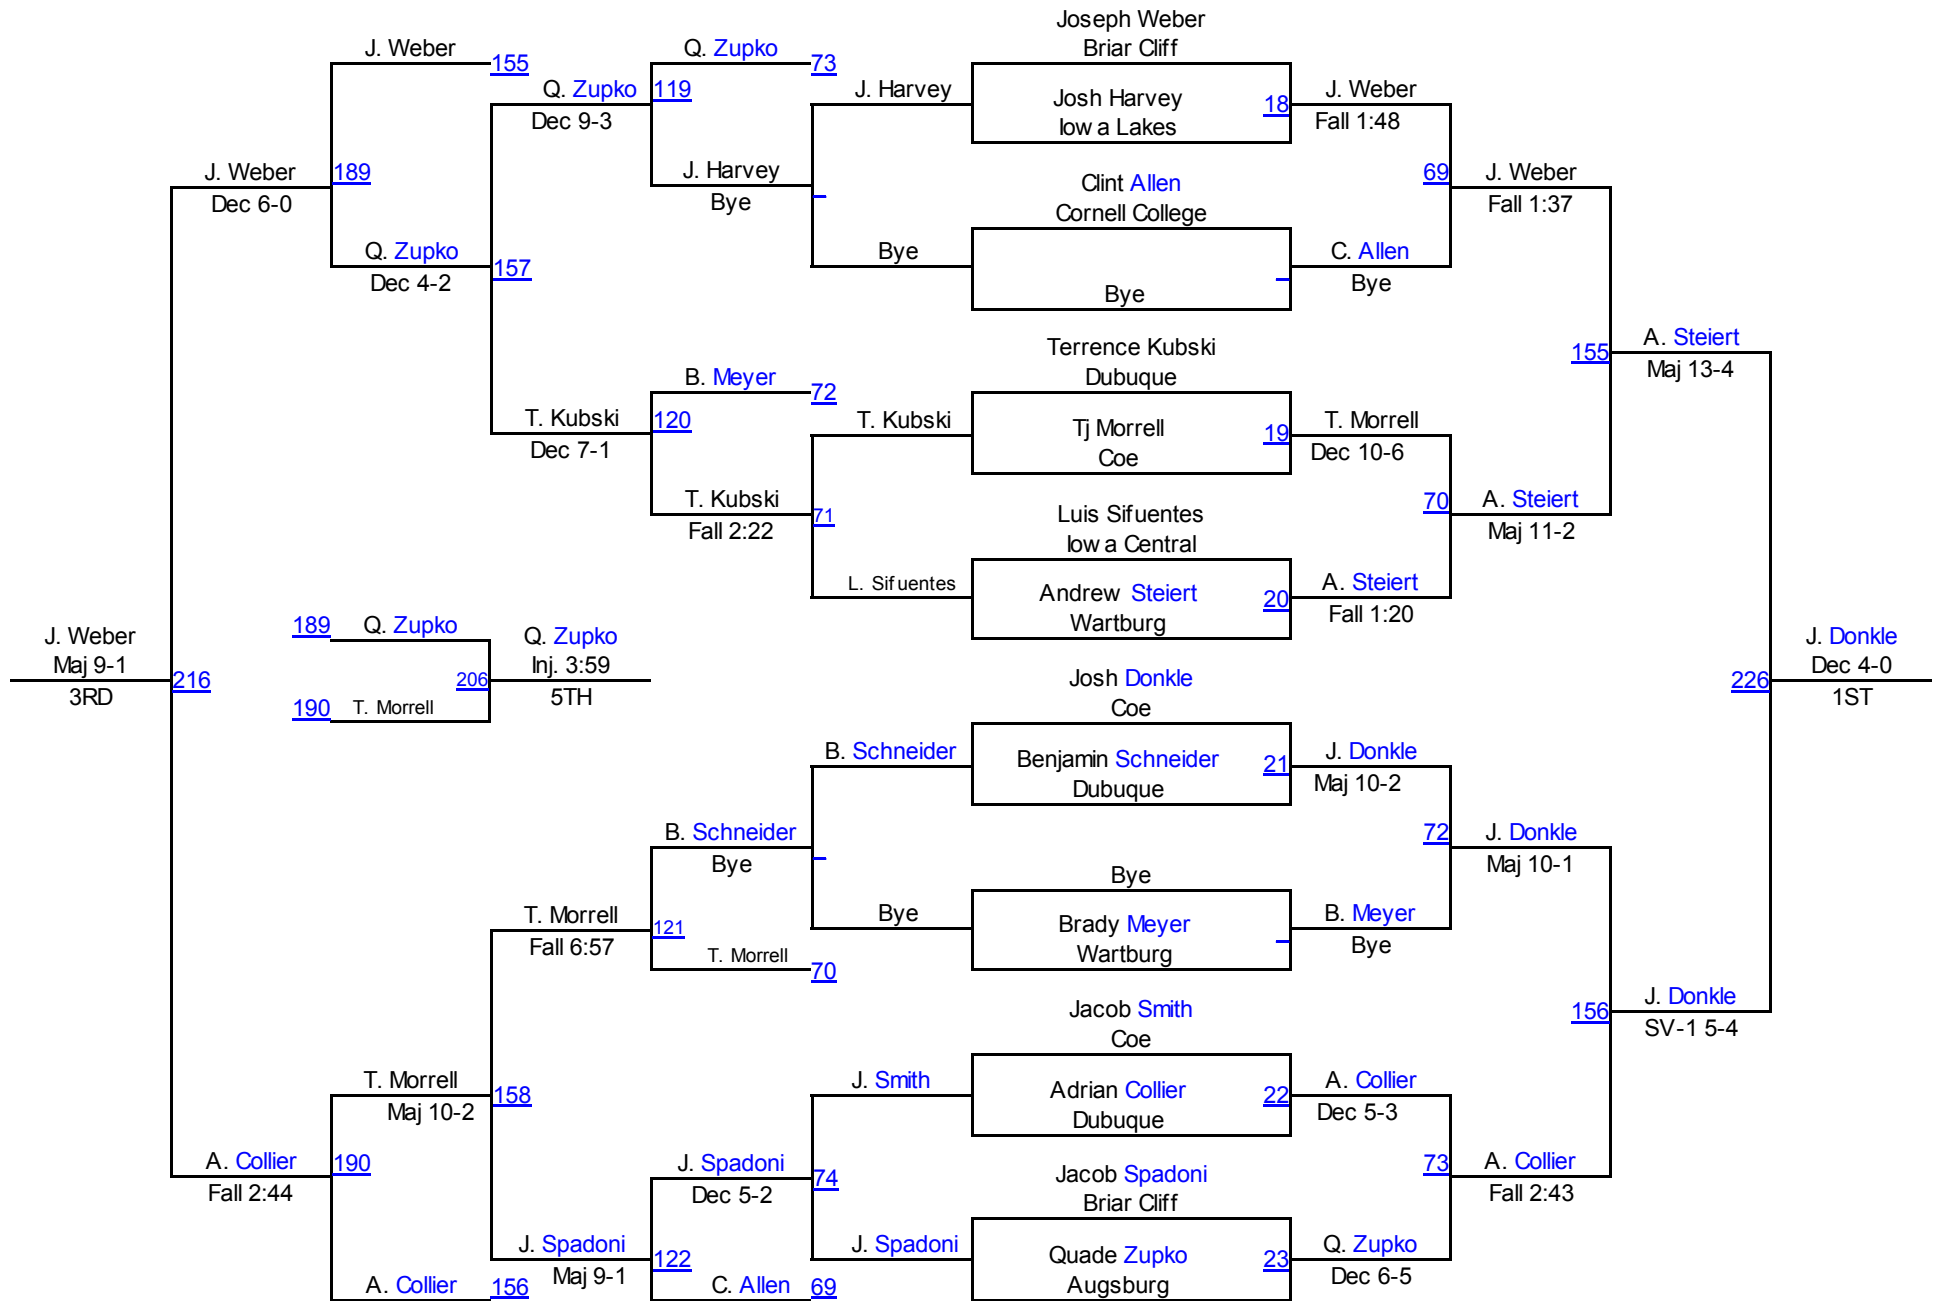 Joseph Weber
J. Weber
Q. Zupko
Briar Cliff
155
73
Q. Zupko
119
J. Harvey
Josh Harvey
18
J. Weber
Dec 9-3
Iowa Lakes
Fall 1:48
J. Weber
189
J. Harvey
Clint Allen
69
J. Weber
Dec 6-0
Bye
Cornell College
Fall 1:37
Q. Zupko
157
Bye
C. Allen
Dec 4-2
Bye
Bye
Terrence Kubski
155
A. Steiert
B. Meyer
72
Dubuque
Maj 13-4
T. Kubski
120
T. Kubski
Tj Morrell
19
T. Morrell
Dec 7-1
Coe
Dec 10-6
T. Kubski
71
Luis Sifuentes
70
A. Steiert
Fall 2:22
Iowa Central
Maj 11-2
L. Sifuentes
Andrew Steiert
20
A. Steiert
Wartburg
Fall 1:20
J. Weber
189
Q. Zupko
Q. Zupko
J. Donkle
Maj 9-1
216
206
Inj. 3:59
Josh Donkle
226
Dec 4-0
3RD
190
T. Morrell
5TH
Coe
1ST
B. Schneider
Benjamin Schneider
21
J. Donkle
Dubuque
Maj 10-2
B. Schneider
72
J. Donkle
Bye
Bye
Maj 10-1
T. Morrell
121
Bye
Brady Meyer
B. Meyer
Fall 6:57
T. Morrell
70
Wartburg
Bye
Jacob Smith
156
J. Donkle
Coe
SV-1 5-4
T. Morrell
158
J. Smith
Adrian Collier
22
A. Collier
Maj 10-2
Dubuque
Dec 5-3
A. Collier
190
J. Spadoni
74
Jacob Spadoni
73
A. Collier
Fall 2:44
Dec 5-2
Briar Cliff
Fall 2:43
J. Spadoni
122
J. Spadoni
Quade Zupko
23
Q. Zupko
Maj 9-1
Augsburg
Dec 6-5
A. Collier
156
C. Allen
69